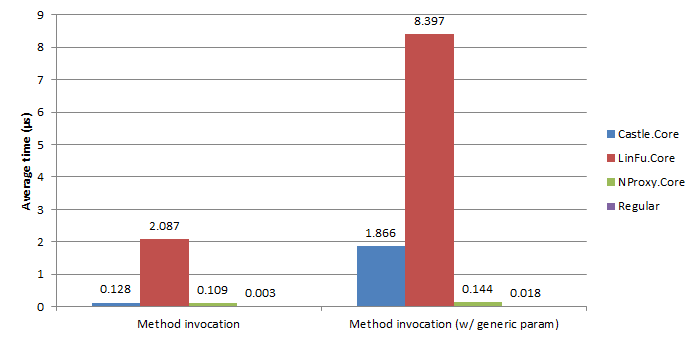 9
8
7
6
5
4
3
2
1
0
Average time (µs)
0.128
2.087
0.109
0.003
1.866
8.397
0.144
0.018
Method invocation
Method invocation (w/ generic param)
Castle.Core
LinFu.Core
NProxy.Core
Regular